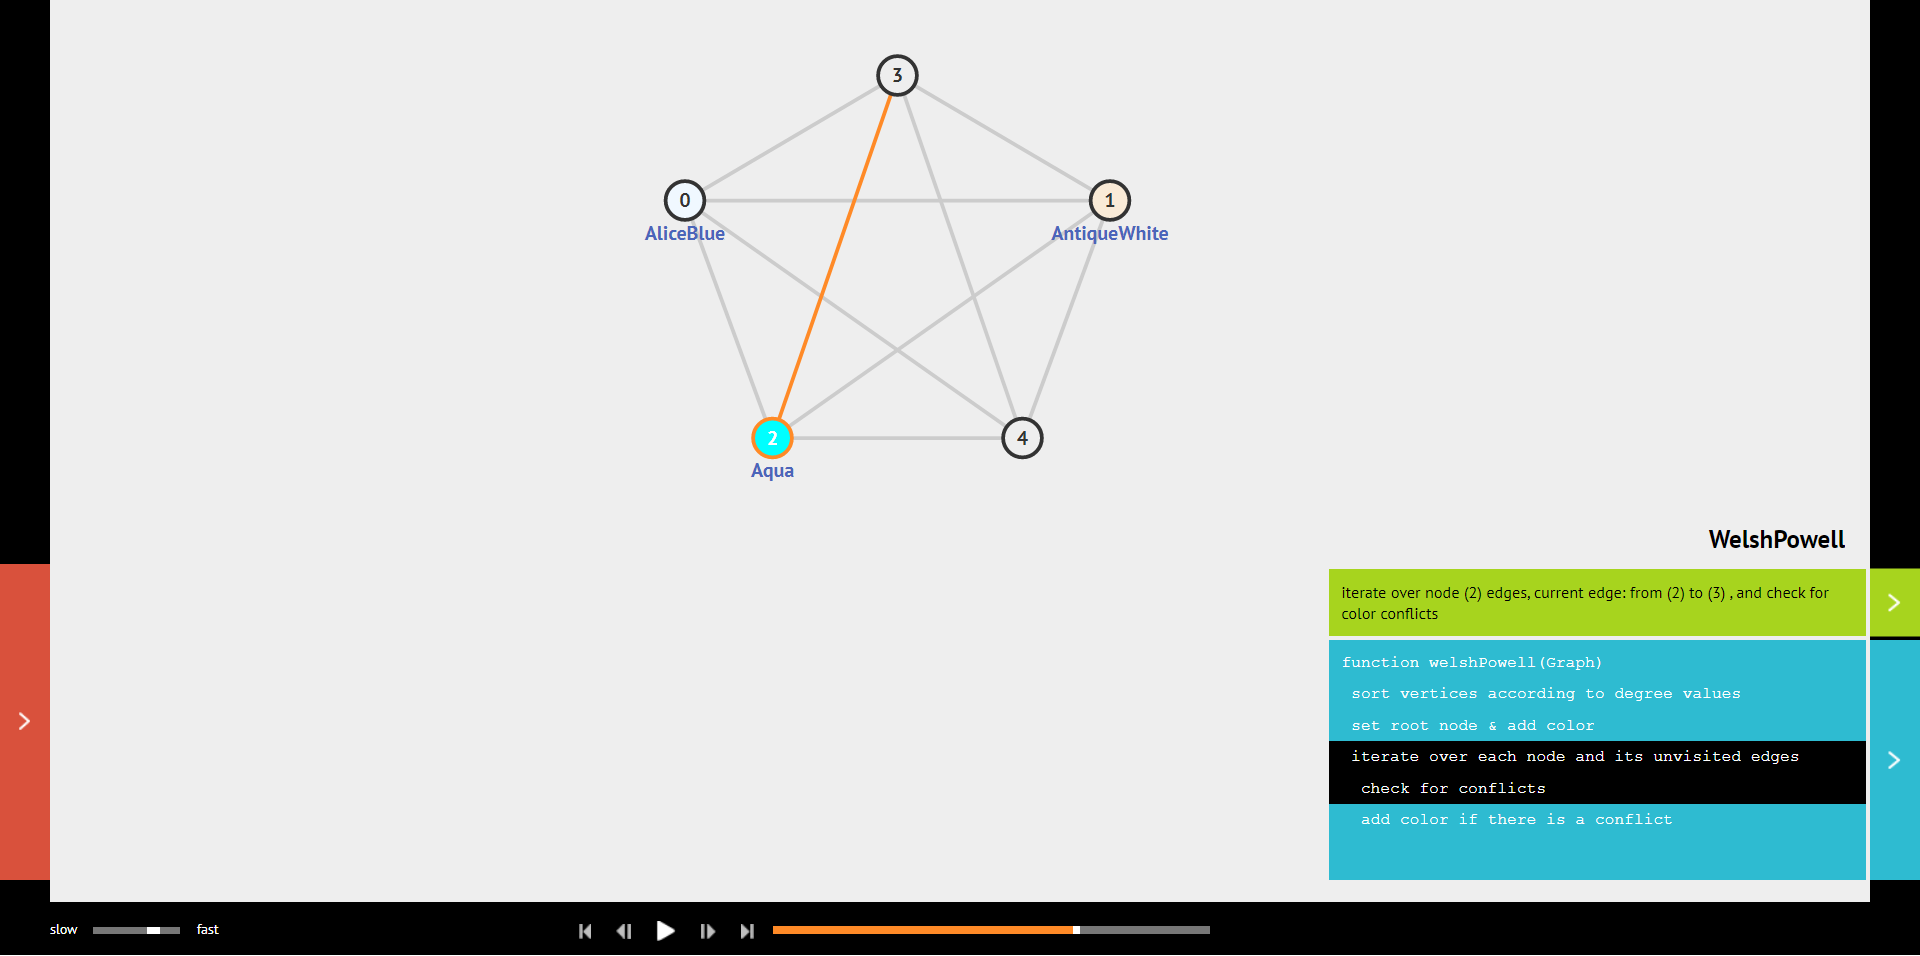 3
0
1
AliceBlue
AntiqueWhite
2
4
Aqua
WelshPowell
iterate over node (2) edges, current edge: from (2) to (3) , and check for
color conflicts
function welshPowell(Graph)
sort vertices according to degree values
set root node & add color
iterate over each node and its unvisited edges
check for conflicts
add color if there is a conflict
slow
fast